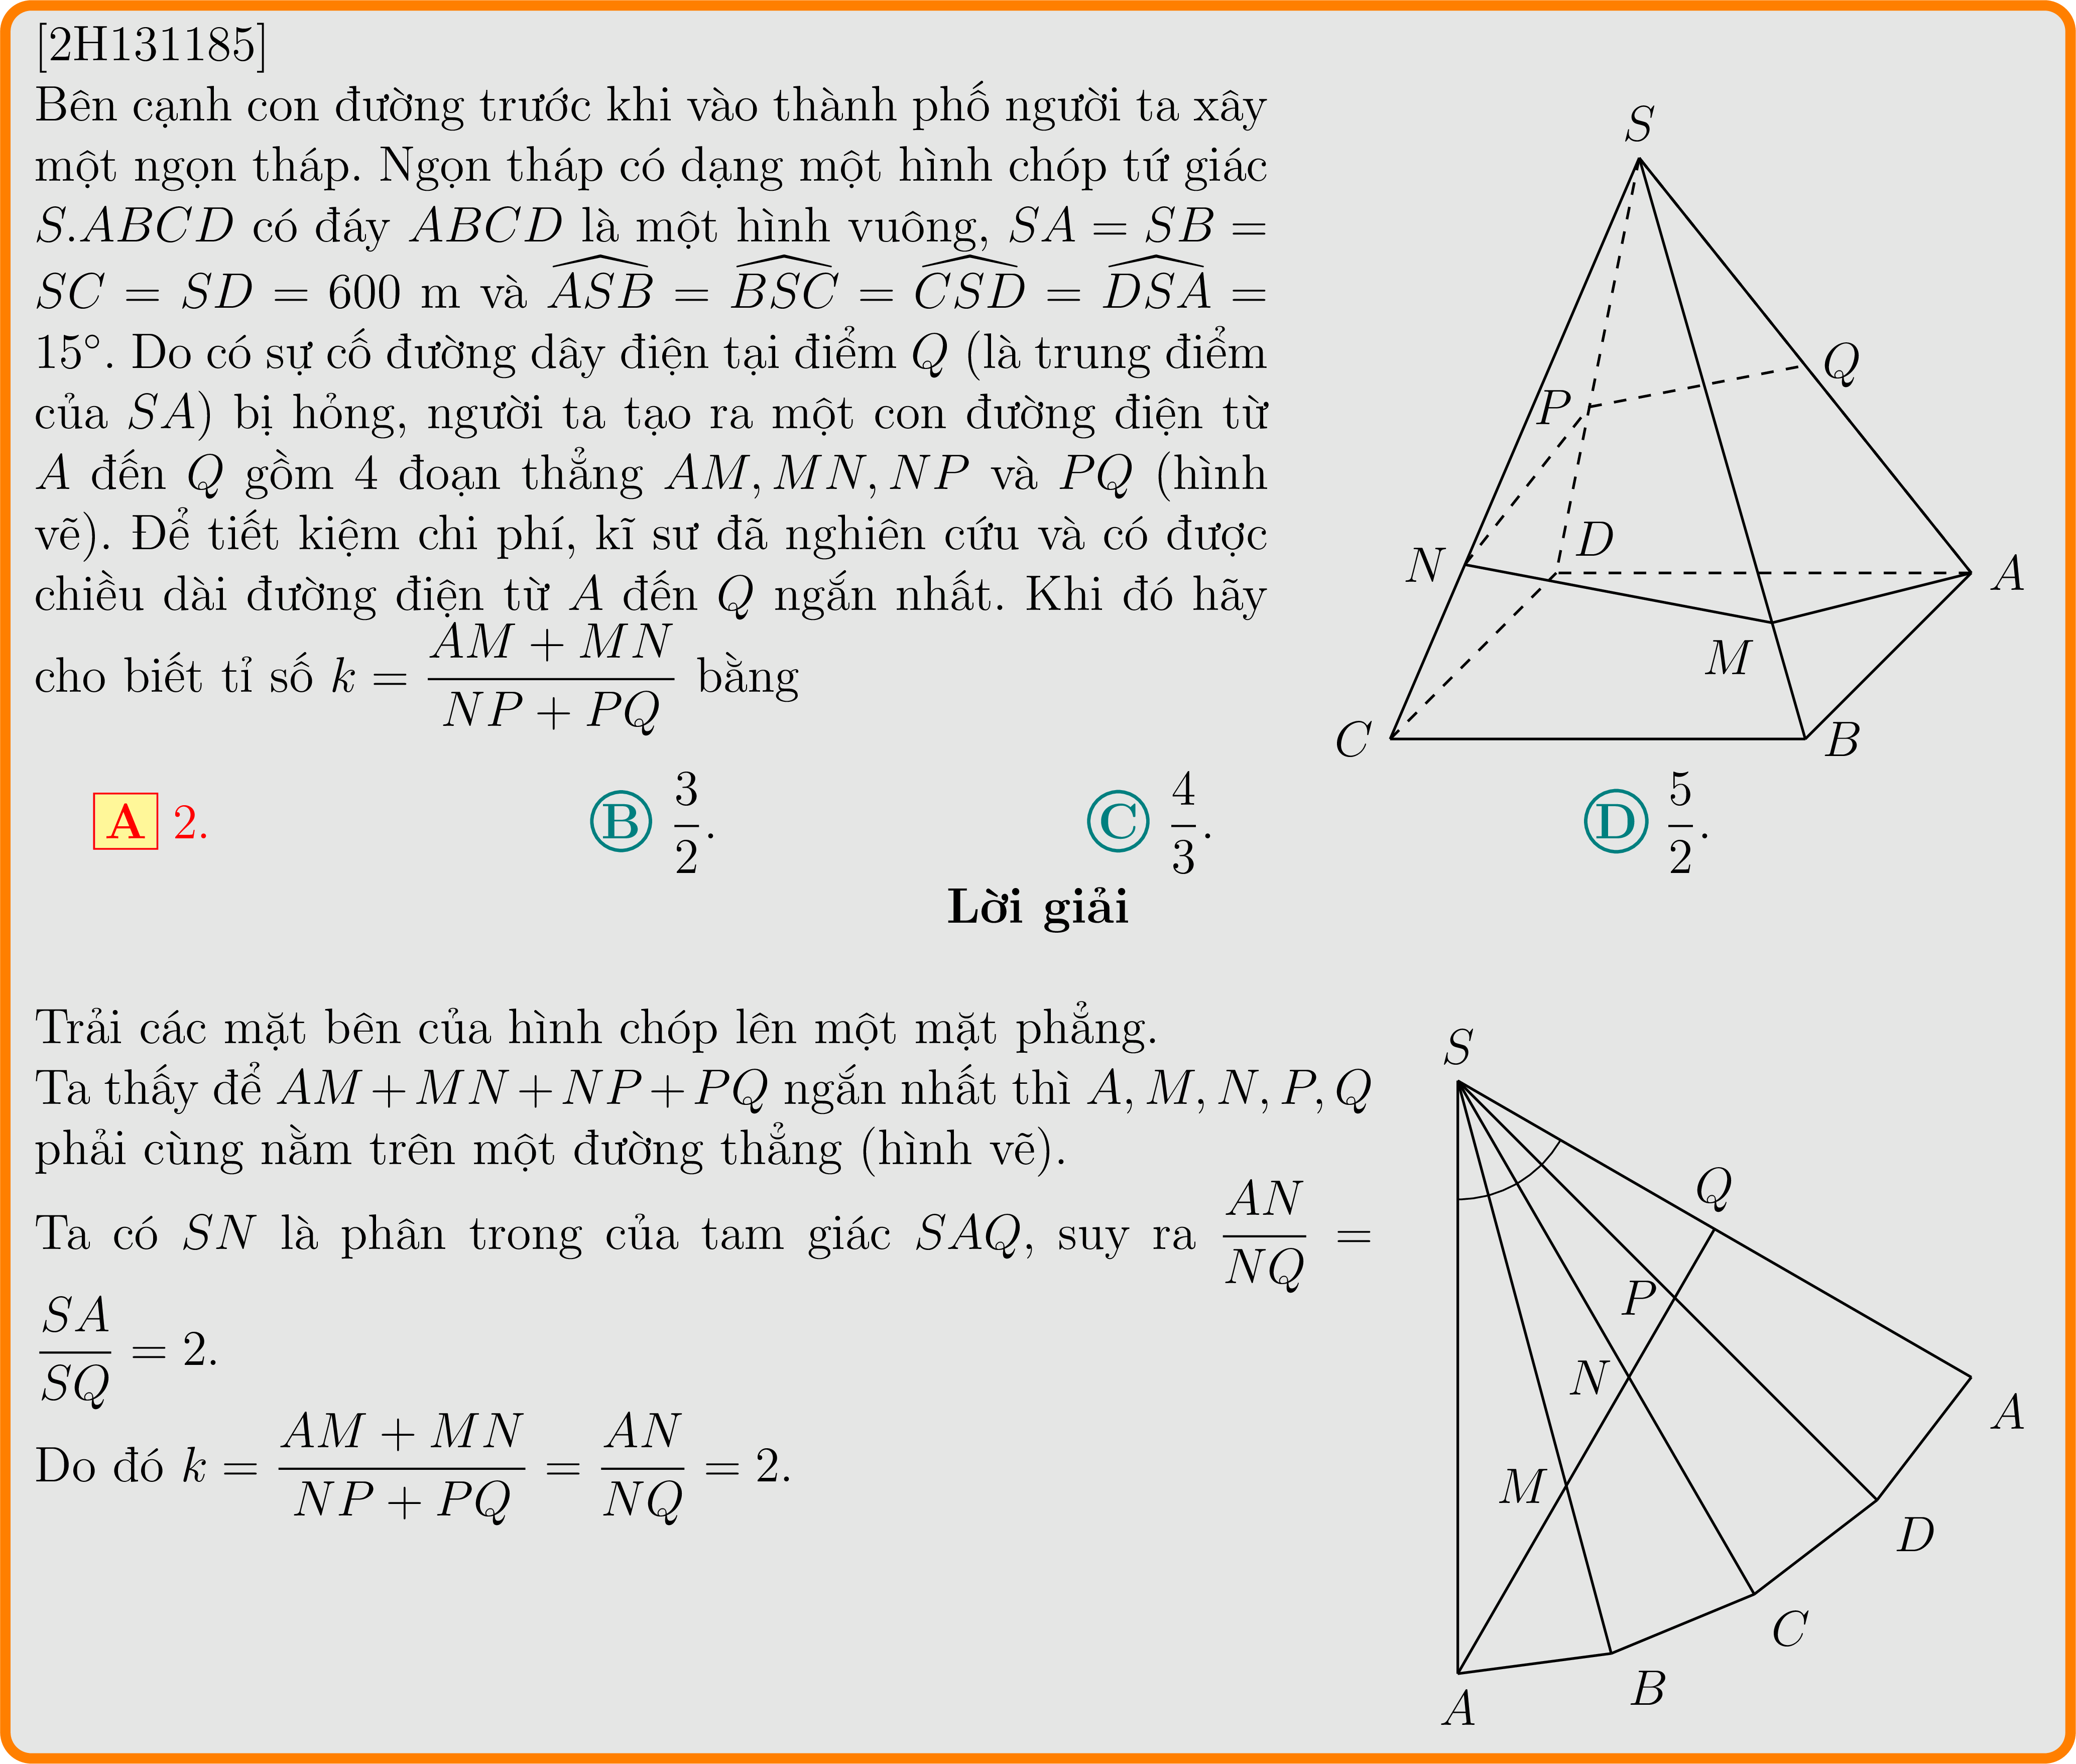 [2H131185]
Bên cạnh con đường trước khi vào thành phố người ta xây
một ngọn tháp. Ngọn tháp có dạng một hình chóp tứ giác
S.ABCD có đáy ABCD là một hình vuông, SA = SB =
SC = SD = 600 m và \widehat{ASB} = \widehat{BSC} = \widehat{CSD} = \widehat{DSA} =
15°. Do có sự cố đường dây điện tại điểm Q (là trung điểm
của SA) bị hỏng, người ta tạo ra một con đường điện từ
A đến Q gồm 4 đoạn thẳng AM, MN, NP và PQ (hình
vẽ). Để tiết kiệm chi phí, kĩ sư đã nghiên cứu và có được
chiều dài đường điện từ A đến Q ngắn nhất. Khi đó hãy
cho biết tỉ số k = \frac{AM + MN}{NP + PQ} bằng
S
Q
P
D
N
A
M
C
B
A 2. B \frac{3}{2}. C \frac{4}{3}. D \frac{5}{2}.
Lời giải
Trải các mặt bên của hình chóp lên một mặt phẳng.
Ta thấy để AM + MN + NP + PQ ngắn nhất thì A, M, N, P, Q
phải cùng nằm trên một đường thẳng (hình vẽ).
Ta có SN là phân trong của tam giác SAQ, suy ra \frac{AN}{NQ} =
\frac{SA}{SQ} = 2.
Do đó k = \frac{AM + MN}{NP + PQ} = \frac{AN}{NQ} = 2.
S
Q
P
N
A
M
D
C
B
A